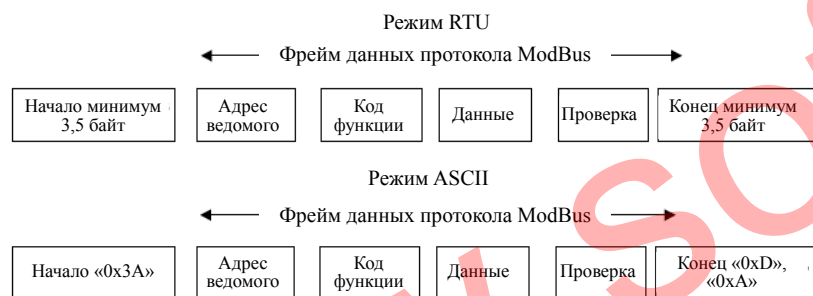 Режим RTU
Фрейм данных протокола ModBus
Начало минимум 3,5 байт
Адрес ведомого
Код функции
Данные
Проверка
Конец минимум 3,5 байт
Режим ASCII
Фрейм данных протокола ModBus
Начало «0x3A»
Адрес ведомого
Код функции
Данные
Проверка
Конец «0xD», «0xA»